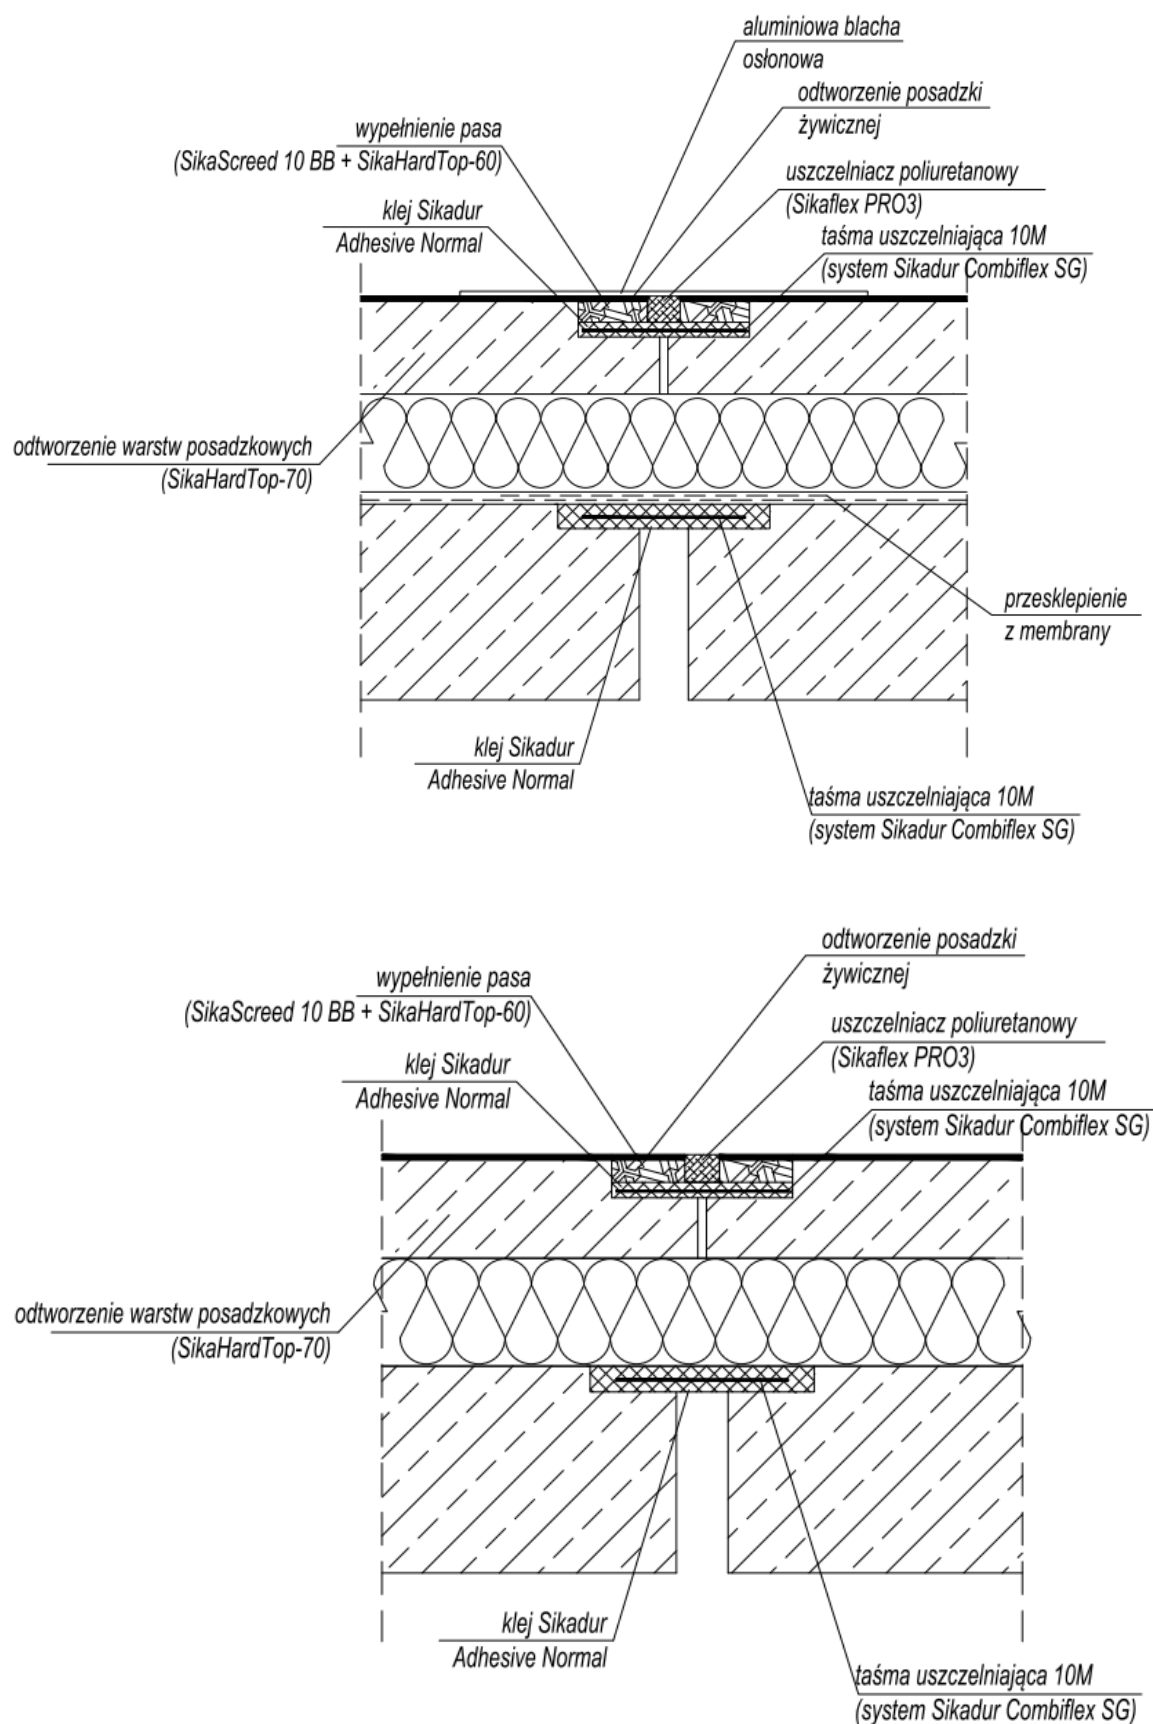 aluminiowa blacha
osłonowa
odtworzenie posadzki
żywicznej
wypełnienie pasa
(SikaScreed 10 BB + SikaHardTop-60)
uszczelniacz poliuretanowy
(Sikaflex PRO3)
klej Sikadur
Adhesive Normal
taśma uszczelniająca 10M
(system Sikadur Combiflex SG)
odtworzenie warstw posadzkowych
(SikaHardTop-70)
przesklepienie
z membrany
klej Sikadur
Adhesive Normal
taśma uszczelniająca 10M
(system Sikadur Combiflex SG)
odtworzenie posadzki
żywicznej
wypełnienie pasa
(SikaScreed 10 BB + SikaHardTop-60)
uszczelniacz poliuretanowy
(Sikaflex PRO3)
klej Sikadur
Adhesive Normal
taśma uszczelniająca 10M
(system Sikadur Combiflex SG)
odtworzenie warstw posadzkowych
(SikaHardTop-70)
klej Sikadur
Adhesive Normal
taśma uszczelniająca 10M
(system Sikadur Combiflex SG)